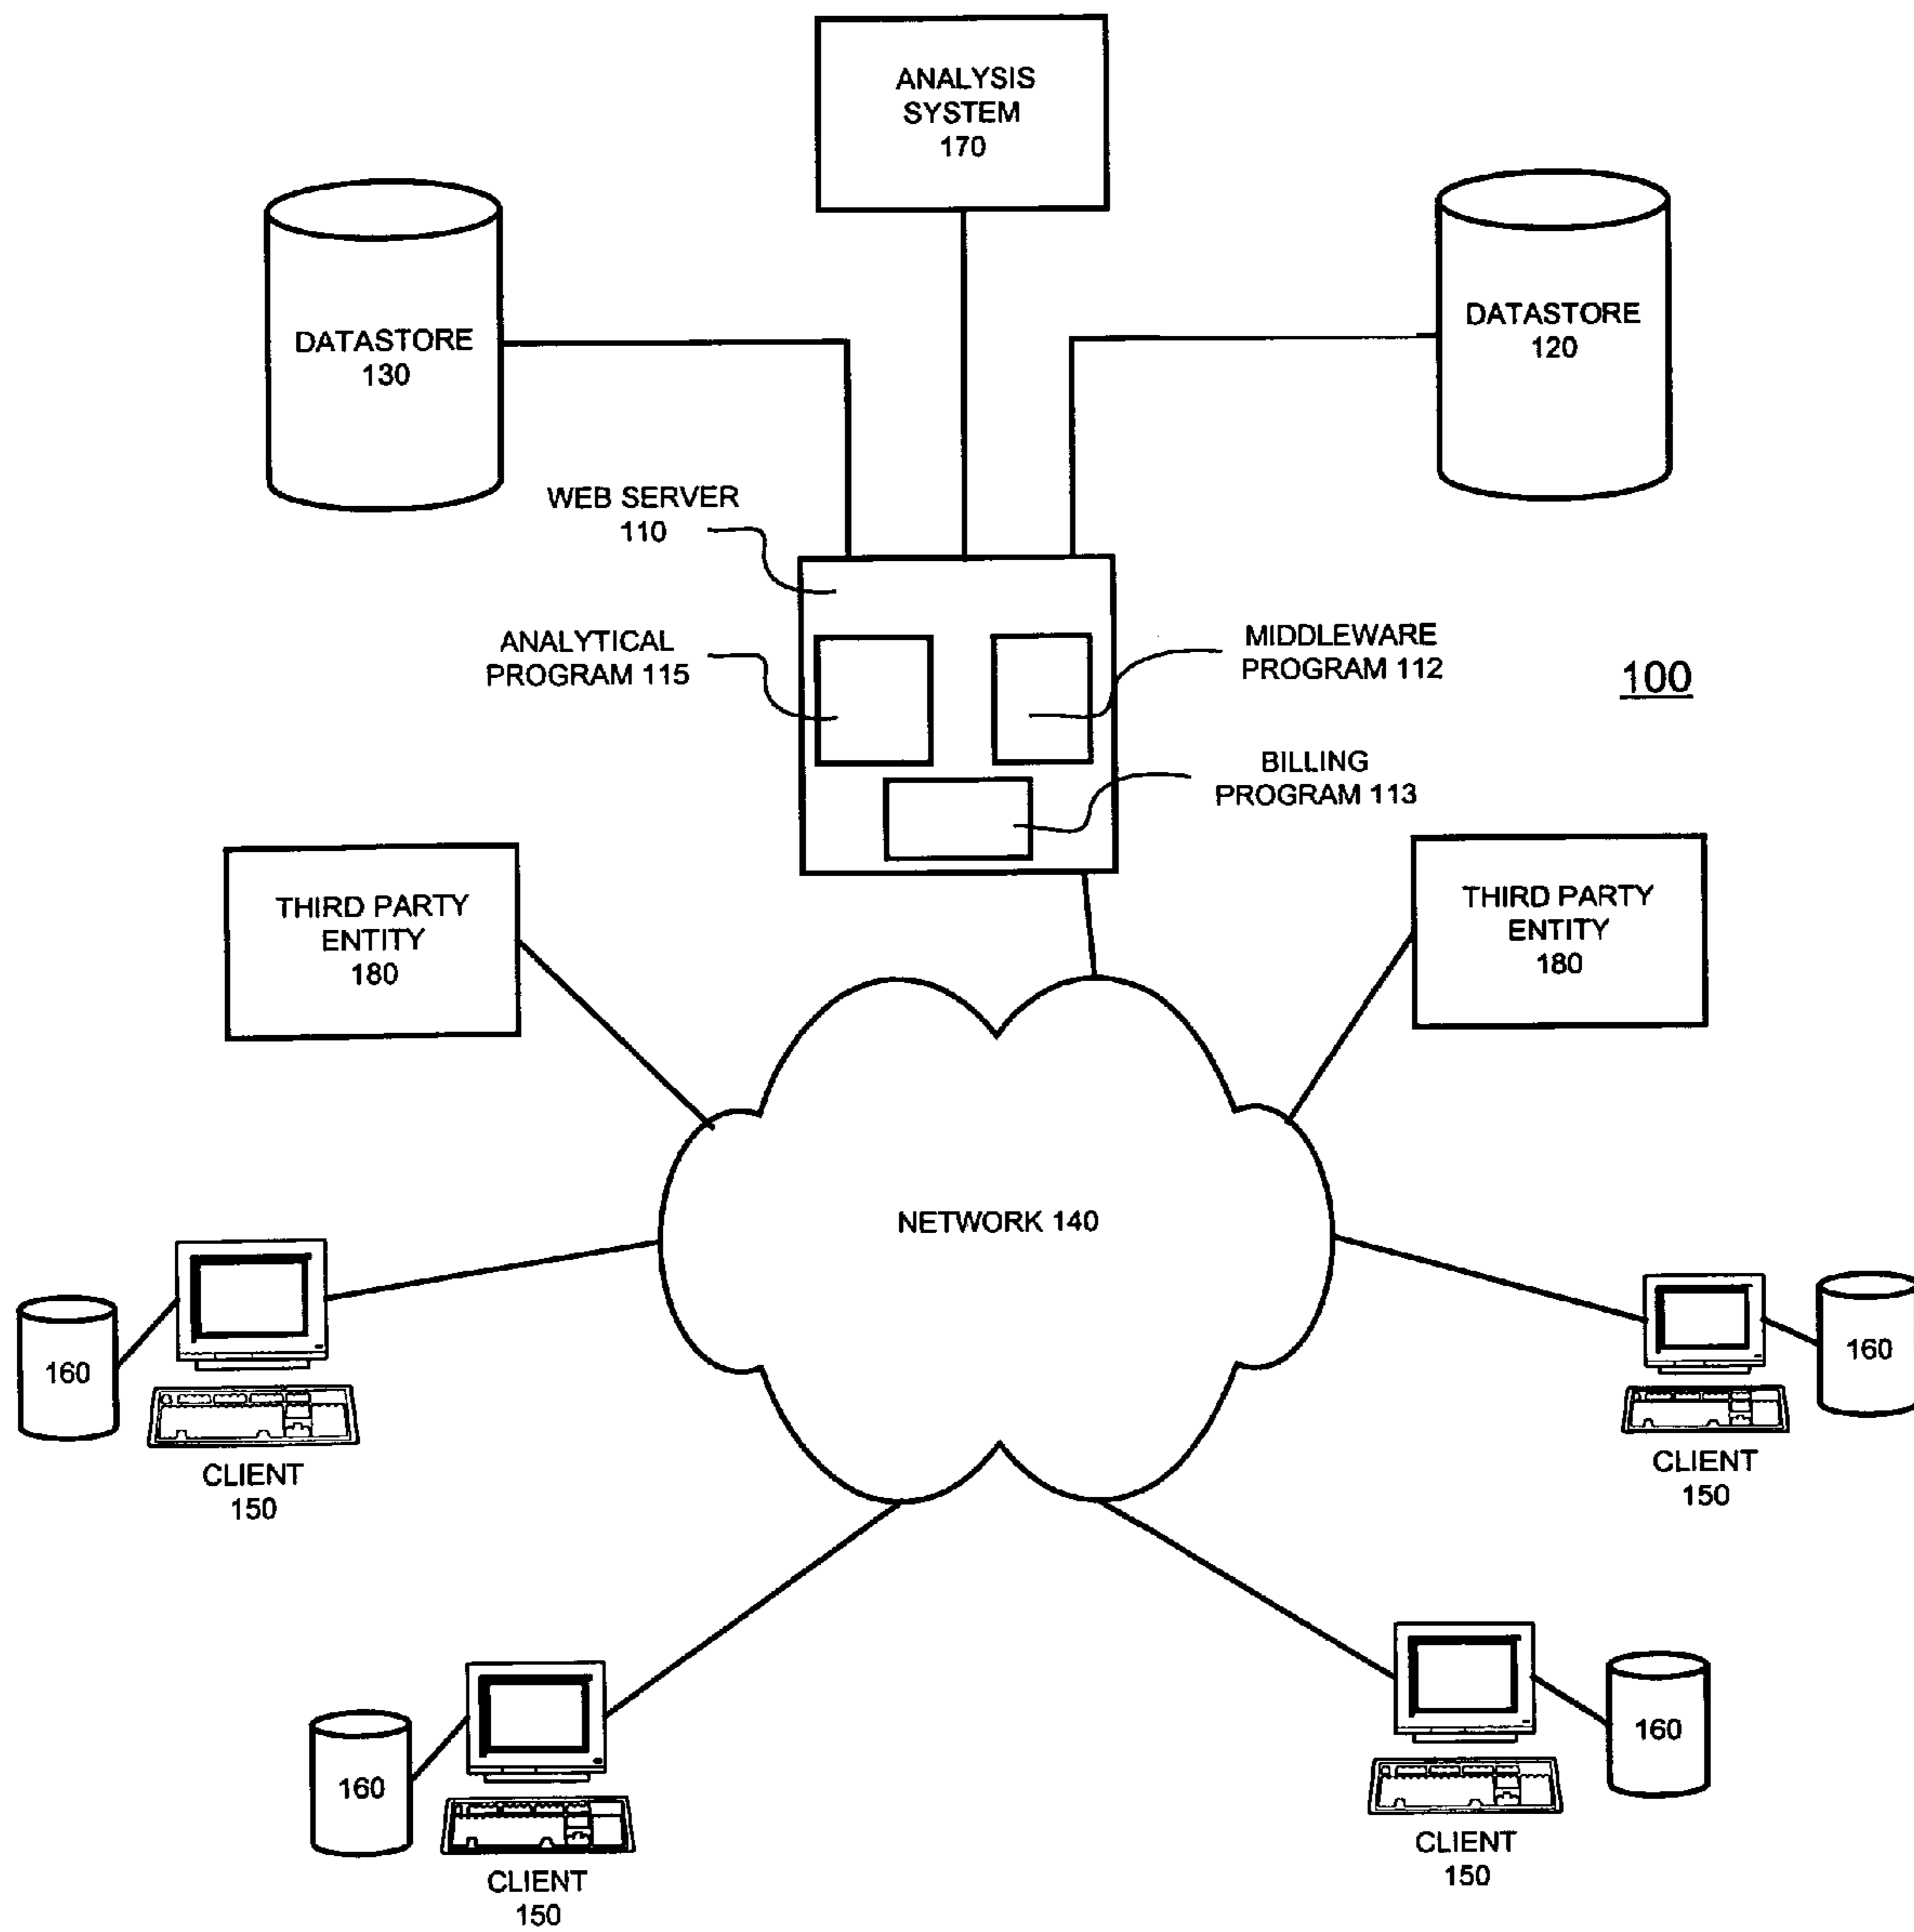 ANALYSIS
SYSTEM
170
DATASTORE
130
DATASTORE
120
WEB SERVER
110
ANALYTICAL
PROGRAM 115
MIDDLEWARE
PROGRAM 112
100
BILLING
PROGRAM 113
THIRD PARTY
ENTITY
180
THIRD PARTY
ENTITY
180
NETWORK 140
160
CLIENT
150
160
CLIENT
150
160
CLIENT
150
160
CLIENT
150